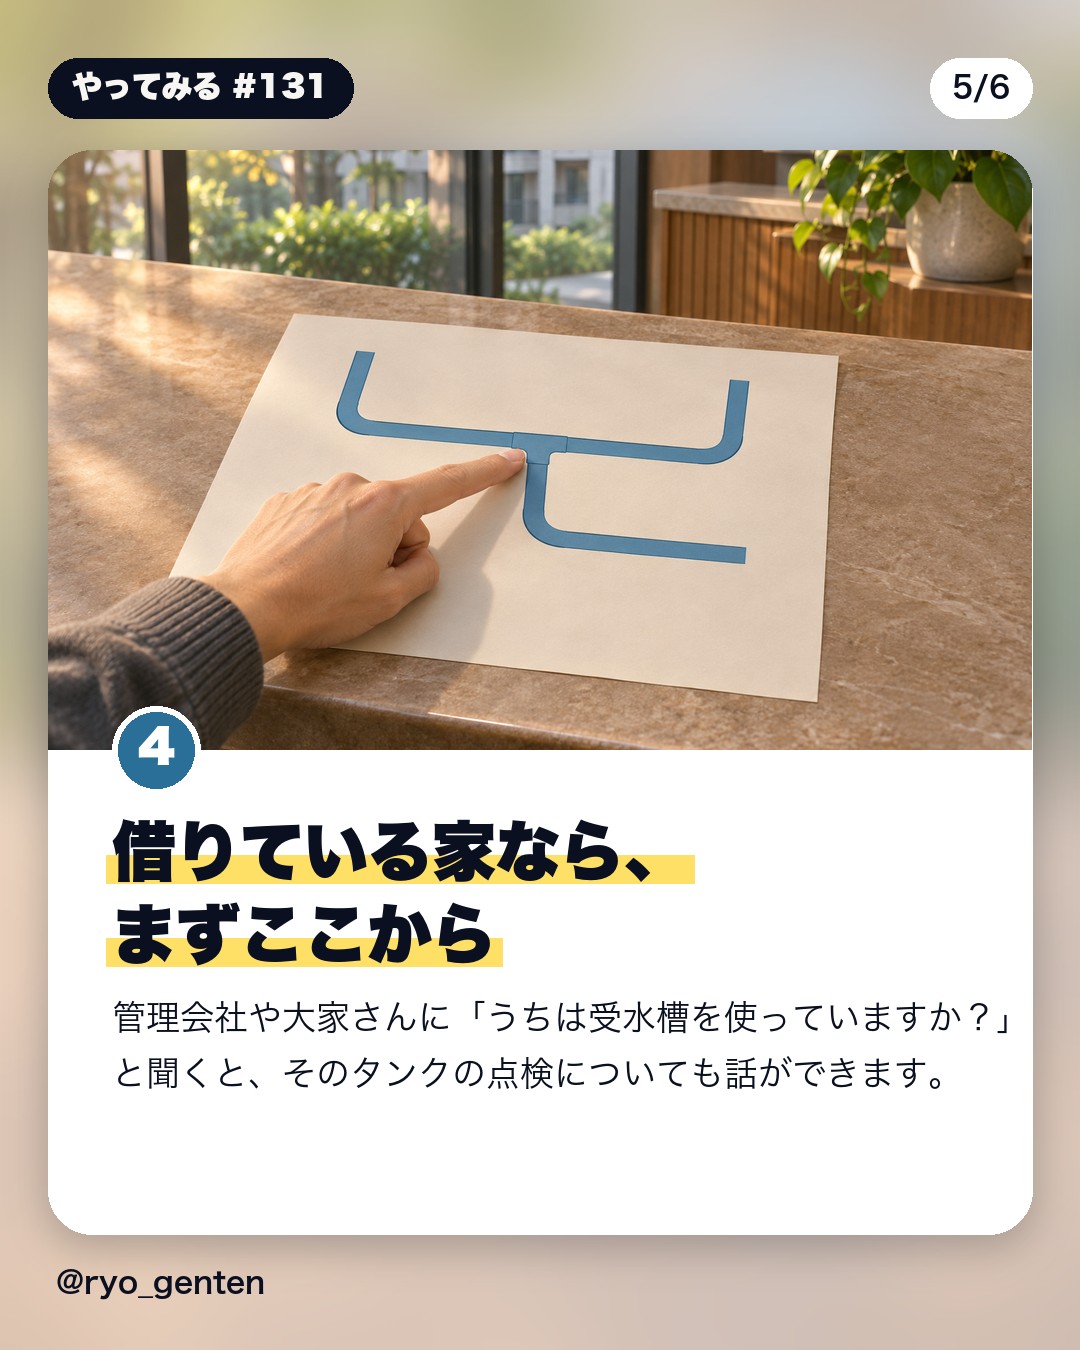 やってみる #131
5/6
4
借りている家なら、
まずここから
管理会社や大家さんに「うちは受水槽を使っていますか？」
と聞くと、そのタンクの点検についても話ができます。
@ryo_genten